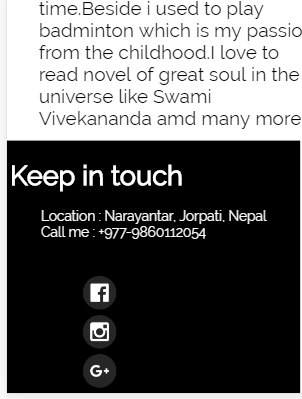 time.Beside i used to play
badminton which is my passio
from the childhood.I love to
read novel of great soul in the
universe like Swami
Vivekananda amd many more
Keep in touch
Location : Narayantar, Jorpati, Nepal
Call me : +977-9860112054
G+